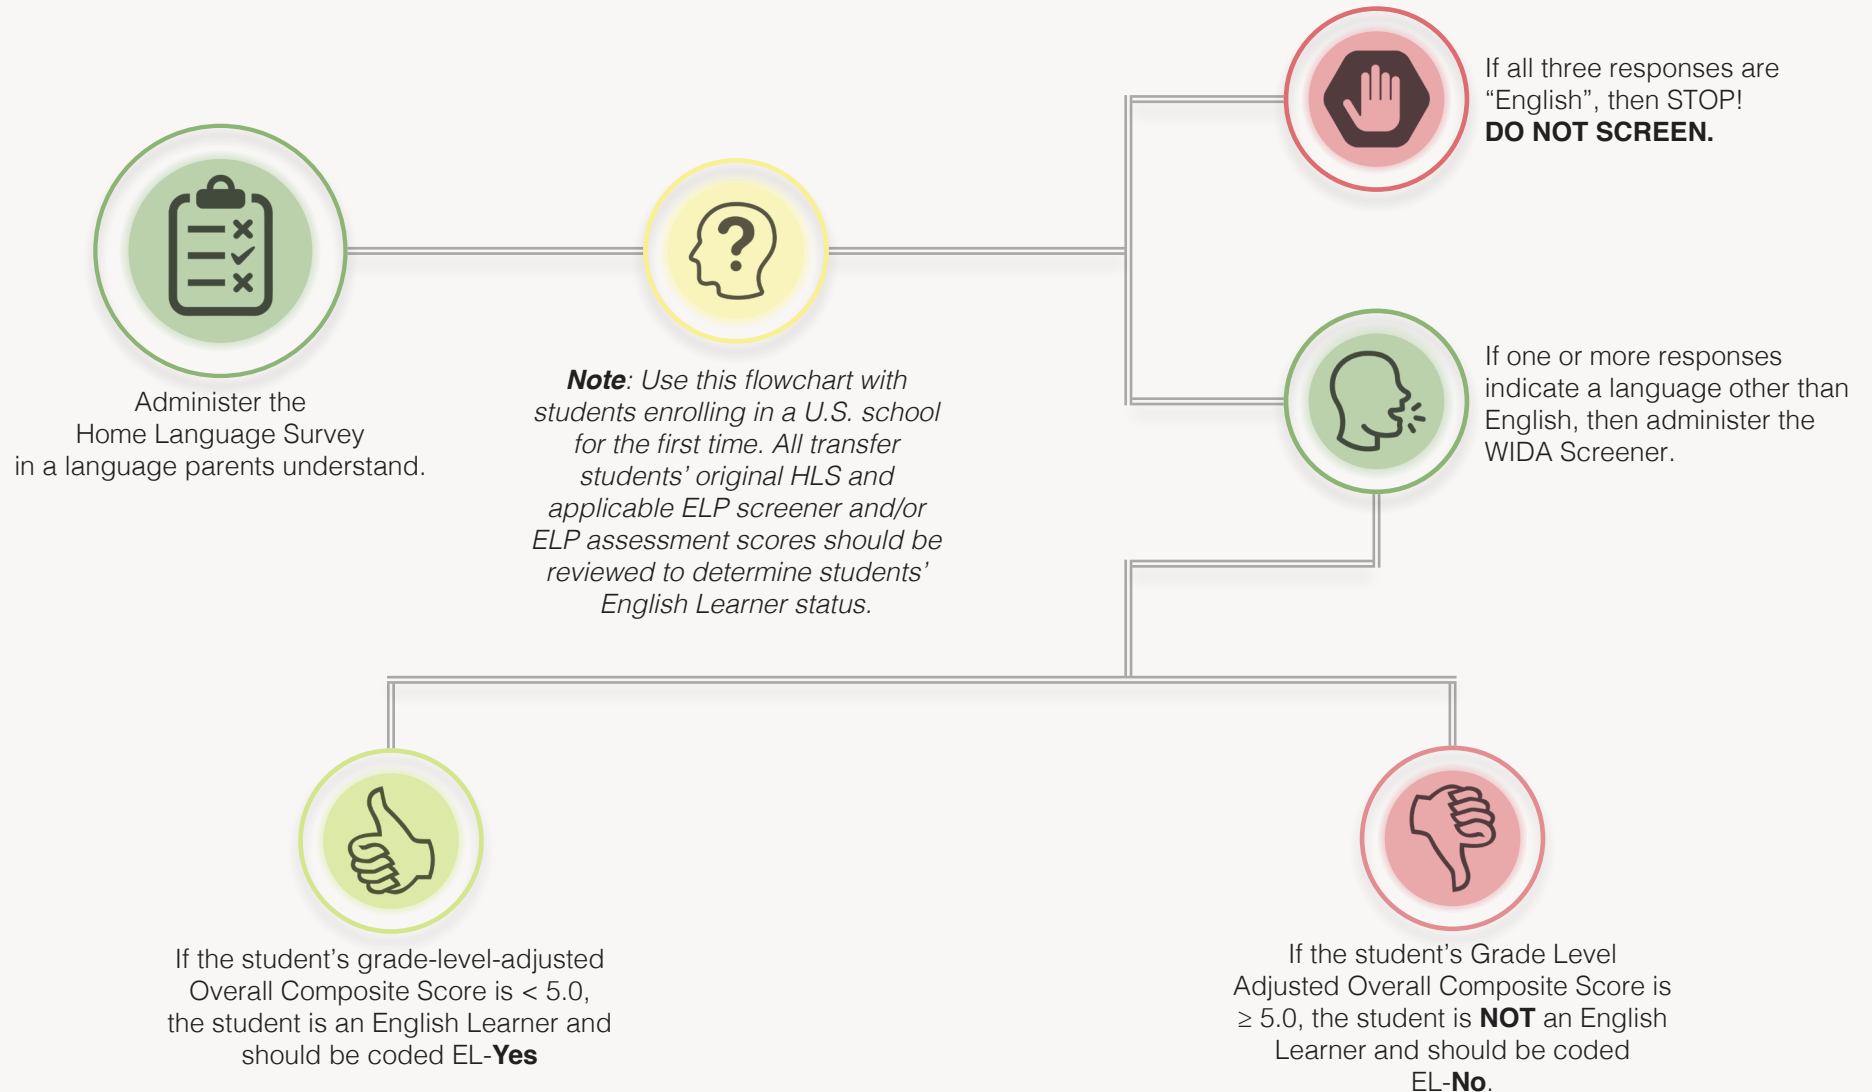 If all three responses are
“English”, then STOP!
DO NOT SCREEN.
Administer the
Home Language Survey
in a language parents understand.
?
Note: Use this flowchart with
students enrolling in a U.S. school
for the first time. All transfer
students’ original HLS and
applicable ELP screener and/or
ELP assessment scores should be
reviewed to determine students’
English Learner status.
If one or more responses
indicate a language other than
English, then administer the
WIDA Screener.
If the student’s grade-level-adjusted
Overall Composite Score is < 5.0,
the student is an English Learner and
should be coded EL-Yes
If the student’s Grade Level
Adjusted Overall Composite Score is
≥ 5.0, the student is NOT an English
Learner and should be coded
EL-No.